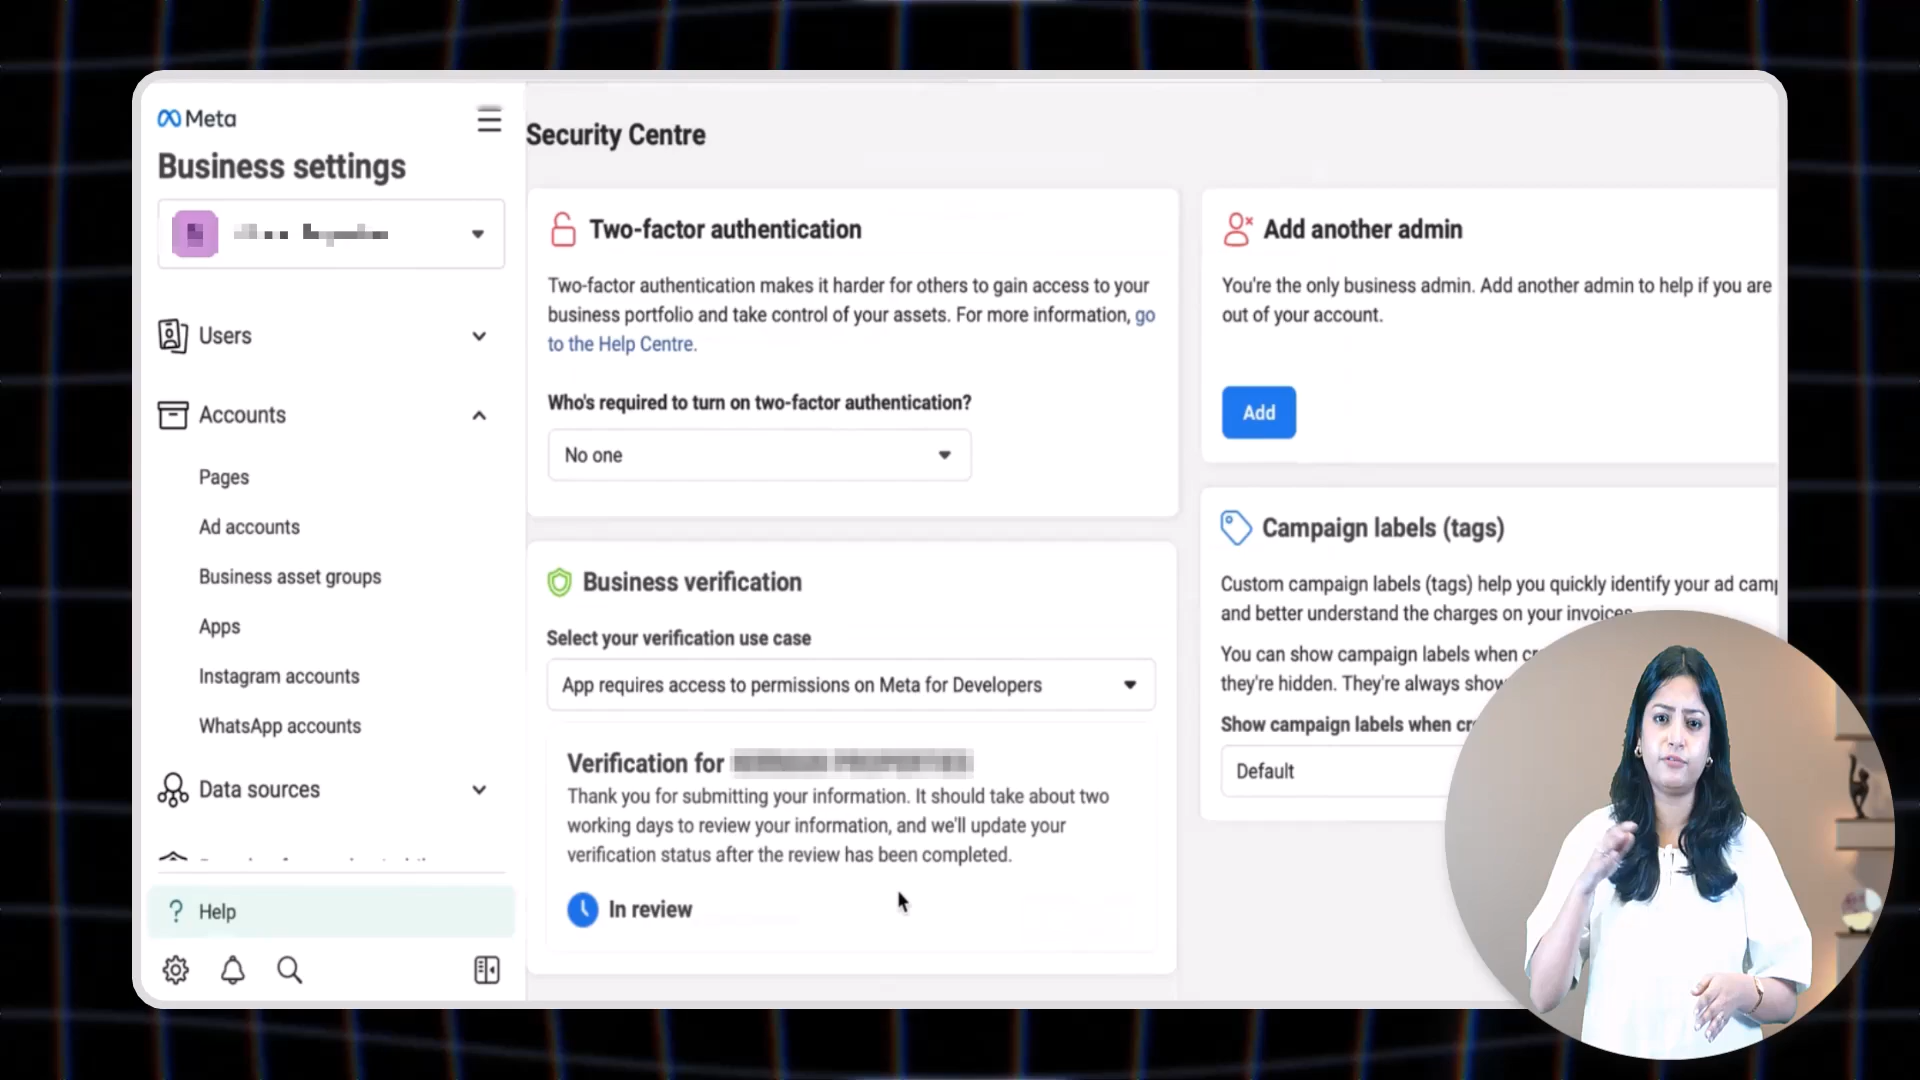 Meta
Business settings
Users
Accounts
Pages
Ad accounts
Business asset groups
Apps
Instagram accounts
WhatsApp accounts
Data sources
Help
Security Centre
Two-factor authentication
Two-factor authentication makes it harder for others to gain access to your
business portfolio and take control of your assets. For more information, go
to the Help Centre.
Who's required to turn on two-factor authentication?
No one
Business verification
Select your verification use case
App requires access to permissions on Meta for Developers
Verification for
Thank you for submitting your information. It should take about two
working days to review your information, and we'll update your
verification status after the review has been completed.
In review
Add another admin
You're the only business admin. Add another admin to help if you are
out of your account.
Add
Campaign labels (tags)
Custom campaign labels (tags) help you quickly identify your ad
and better understand the charges on your invoices
You can show campaign labels when
they're hidden. They're always
Show campaign labels when
Default